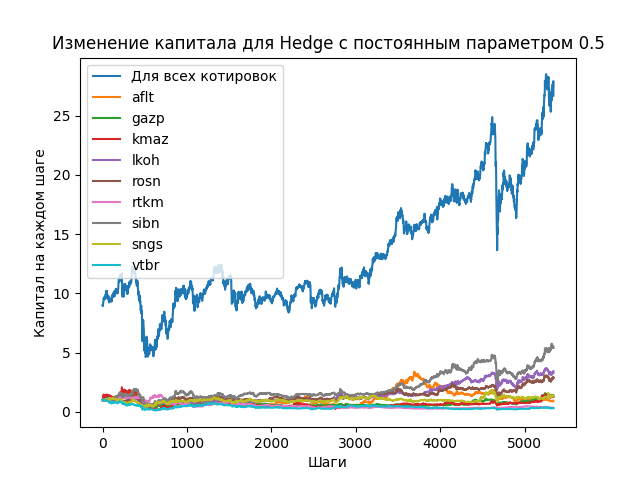 Изменение капитала для Hedge с постоянным параметром 0.5
Капитал на каждом шаге
25
20
15
10
5
0
Для всех котировок
aflt
gazp
kmaz
lkoh
rosn
rtkm
sibn
sngs
vtbr
0 1000 2000 3000 4000 5000
Шаги